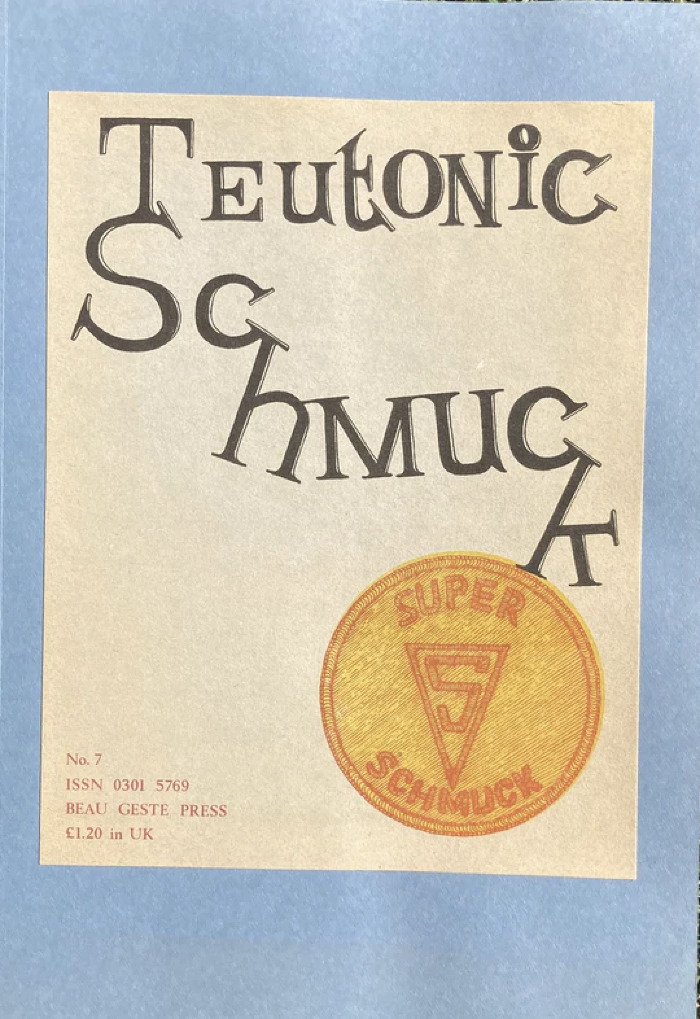 TEUtONiC
SchMUCk
SUPER
S
SCHMUCK
No. 7
ISSN 0301 5769
BEAU GESTE PRESS
£1.20 in UK